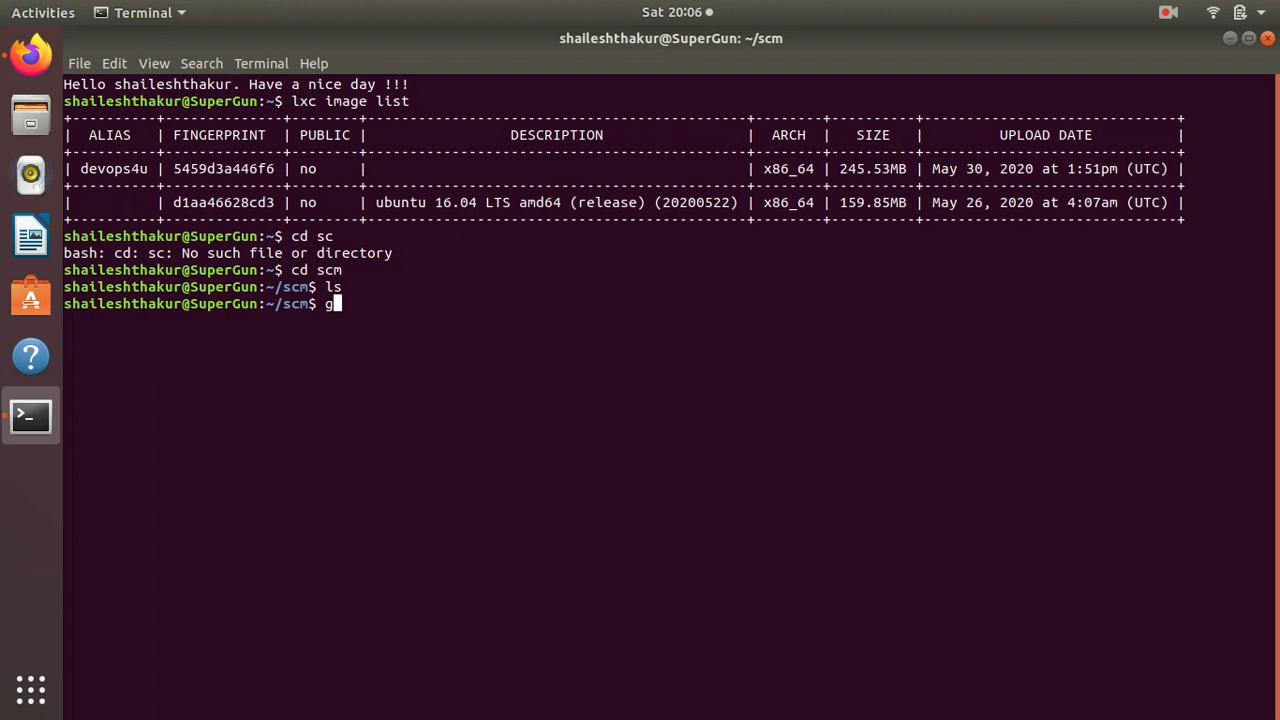 Activities Terminal Sat 20:06
shaileshthakur@SuperGun: ~/scm
File Edit View Search Terminal Help
Hello shaileshthakur. Have a nice day !!!
shaileshthakur@SuperGun:~$ lxc image list
+----------+--------------+--------+---------------------------------------------+--------+----------+------------------------------+
| ALIAS | FINGERPRINT | PUBLIC | DESCRIPTION | ARCH | SIZE | UPLOAD DATE |
+----------+--------------+--------+---------------------------------------------+--------+----------+------------------------------+
| devops4u | 5459d3a446f6 | no | | x86_64 | 245.53MB | May 30, 2020 at 1:51pm (UTC) |
+----------+--------------+--------+---------------------------------------------+--------+----------+------------------------------+
| | d1aa46628cd3 | no | ubuntu 16.04 LTS amd64 (release) (20200522) | x86_64 | 159.85MB | May 26, 2020 at 4:07am (UTC) |
+----------+--------------+--------+---------------------------------------------+--------+----------+------------------------------+
shaileshthakur@SuperGun:~$ cd sc
bash: cd: sc: No such file or directory
shaileshthakur@SuperGun:~$ cd scm
shaileshthakur@SuperGun:~/scm$ ls
shaileshthakur@SuperGun:~/scm$ g